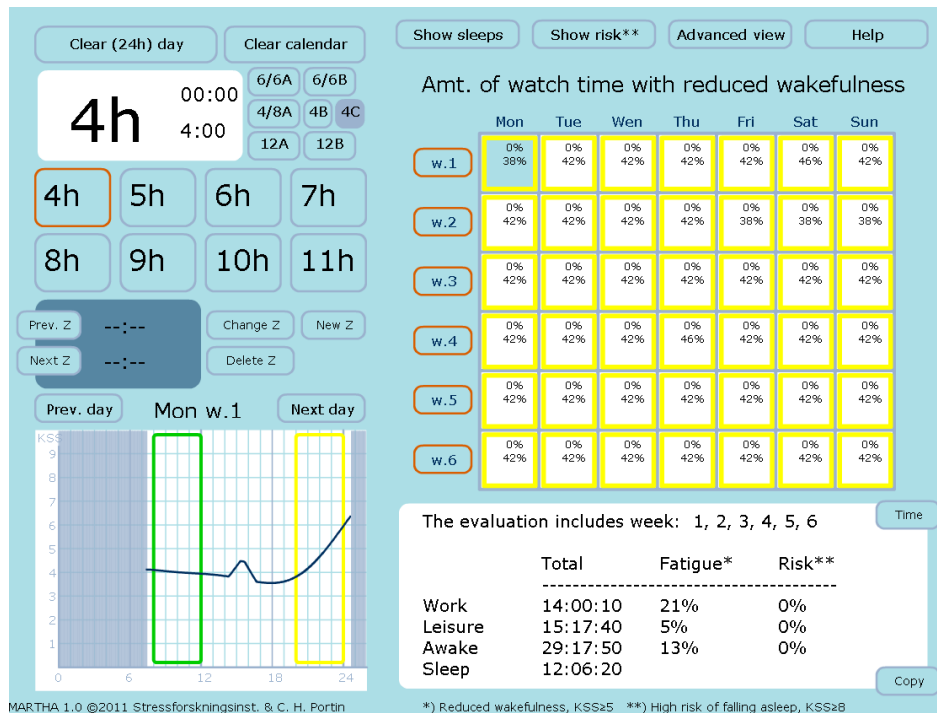 Clear (24h) day Clear calendar
4h 00:00 4:00
6/6A 6/6B
4/8A 4B 4C
12A 12B
4h 5h 6h 7h
8h 9h 10h 11h
Prev. Z --:-- Change Z New Z
Next Z --:-- Delete Z
Prev. day Mon w.1 Next day
KSS
9
8
7
6
5
4
3
2
1
0 6 12 18 24
MARTHA 1.0 @2011 Stressforskningsinst. & C. H. Portin
Show sleeps Show risk** Advanced view Help
Amt. of watch time with reduced wakefulness
Mon Tue Wen Thu Fri Sat Sun
w.1
0% 0% 0% 0% 0% 0% 0%
38% 42% 42% 42% 42% 46% 42%
w.2
0% 0% 0% 0% 0% 0% 0%
42% 42% 42% 42% 38% 38% 38%
w.3
0% 0% 0% 0% 0% 0% 0%
42% 42% 42% 42% 42% 42% 42%
w.4
0% 0% 0% 0% 0% 0% 0%
42% 42% 42% 46% 42% 42% 42%
w.5
0% 0% 0% 0% 0% 0% 0%
42% 42% 42% 42% 42% 42% 42%
w.6
0% 0% 0% 0% 0% 0% 0%
42% 42% 42% 42% 42% 42% 42%
The evaluation includes week: 1, 2, 3, 4, 5, 6
Time
Total Fatigue* Risk**
------------------------------------
Work 14:00:10 21% 0%
Leisure 15:17:40 5% 0%
Awake 29:17:50 13% 0%
Sleep 12:06:20
Copy
*) Reduced wakefulness, KSS≥5 **) High risk of falling asleep, KSS≥8